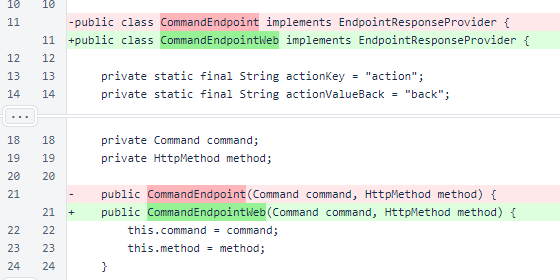 10 10
11 -public class CommandEndpoint implements EndpointResponseProvider {
11 +public class CommandEndpointWeb implements EndpointResponseProvider {
12 12
13 13 private static final String actionKey = "action";
14 14 private static final String actionValueBack = "back";
...
18 18 private Command command;
19 19 private HttpMethod method;
20 20
21 - public CommandEndpoint(Command command, HttpMethod method) {
21 + public CommandEndpointWeb(Command command, HttpMethod method) {
22 22 this.command = command;
23 23 this.method = method;
24 24 }